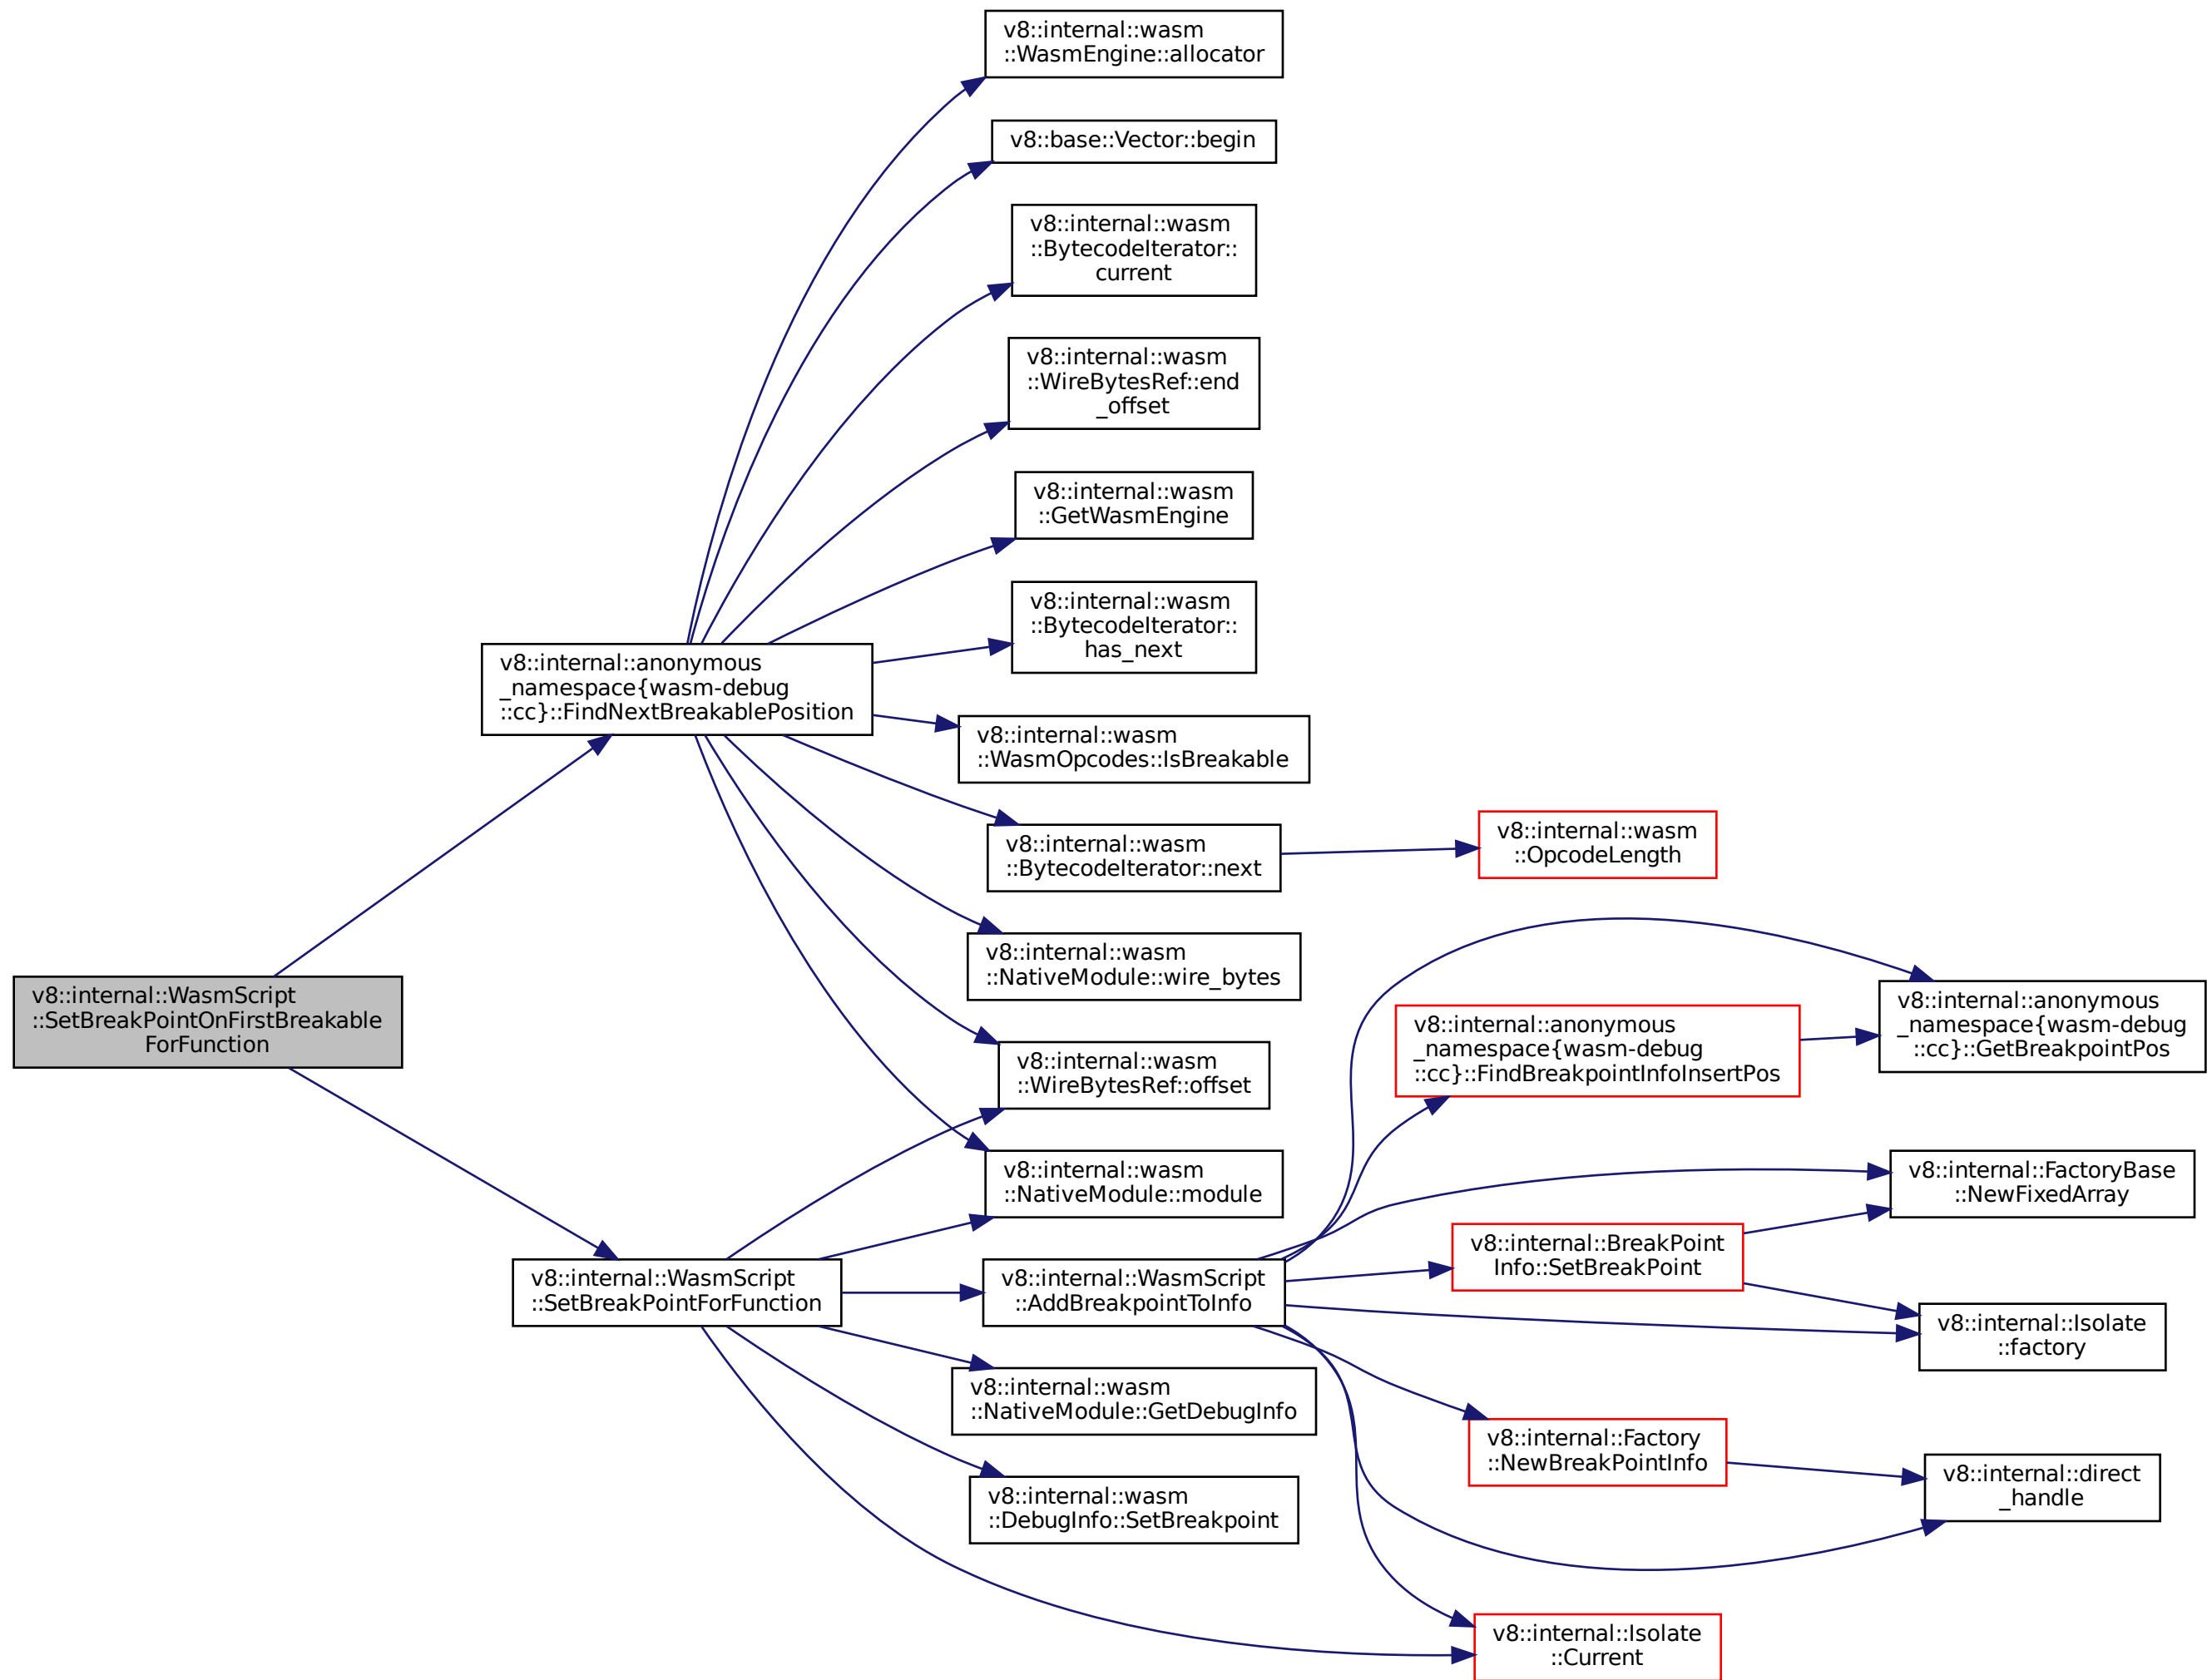 v8::internal::wasm
::WasmEngine::allocator
v8::base::Vector::begin
v8::internal::wasm
::BytecodeIterator::
current
v8::internal::wasm
::WireBytesRef::end
_offset
v8::internal::wasm
::GetWasmEngine
v8::internal::wasm
::BytecodeIterator::
has_next
v8::internal::anonymous
_namespace{wasm-debug
::cc}::FindNextBreakablePosition
v8::internal::wasm
::WasmOpcodes::IsBreakable
v8::internal::wasm
::BytecodeIterator::next
v8::internal::wasm
::OpcodeLength
v8::internal::wasm
::NativeModule::wire_bytes
v8::internal::WasmScript
::SetBreakPointOnFirstBreakable
ForFunction
v8::internal::wasm
::WireBytesRef::offset
v8::internal::anonymous
_namespace{wasm-debug
::cc}::FindBreakpointInfoInsertPos
v8::internal::anonymous
_namespace{wasm-debug
::cc}::GetBreakpointPos
v8::internal::wasm
::NativeModule::module
v8::internal::FactoryBase
::NewFixedArray
v8::internal::WasmScript
::SetBreakPointForFunction
v8::internal::WasmScript
::AddBreakpointToInfo
v8::internal::BreakPoint
Info::SetBreakPoint
v8::internal::Isolate
::factory
v8::internal::wasm
::NativeModule::GetDebugInfo
v8::internal::Factory
::NewBreakPointInfo
v8::internal::direct
_handle
v8::internal::wasm
::DebugInfo::SetBreakpoint
v8::internal::Isolate
::Current